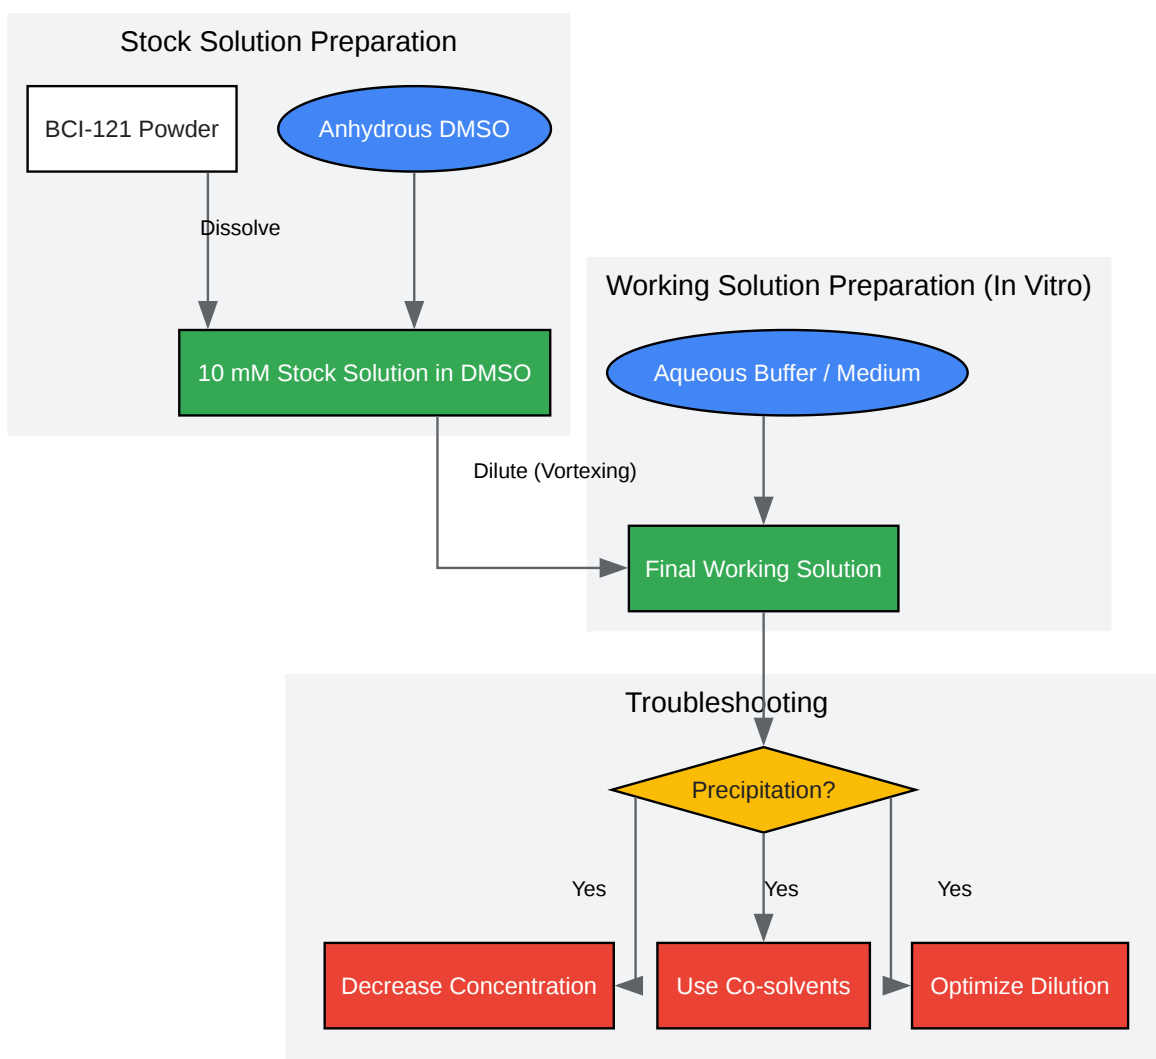 Stock Solution Preparation
BCI-121 Powder
Anhydrous DMSO
Dissolve
10 mM Stock Solution in DMSO
Working Solution Preparation (In Vitro)
Aqueous Buffer / Medium
Dilute (Vortexing)
Final Working Solution
Troubleshooting
Precipitation?
Yes
Yes
Yes
Decrease Concentration
Use Co-solvents
Optimize Dilution